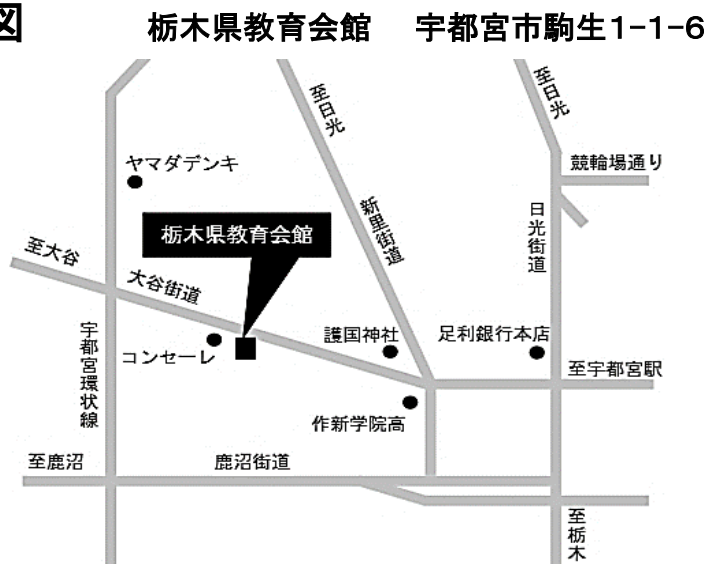 図
栃木県教育会館 宇都宮市駒生1-1-6
至日光
至日光
ヤマダデンキ
競輪場通り
新里街道
日光街道
栃木県教育会館
至大谷
大谷街道
宇都宮環状線
コンセーレ
護国神社
足利銀行本店
至宇都宮駅
作新学院高
至鹿沼
鹿沼街道
至栃木